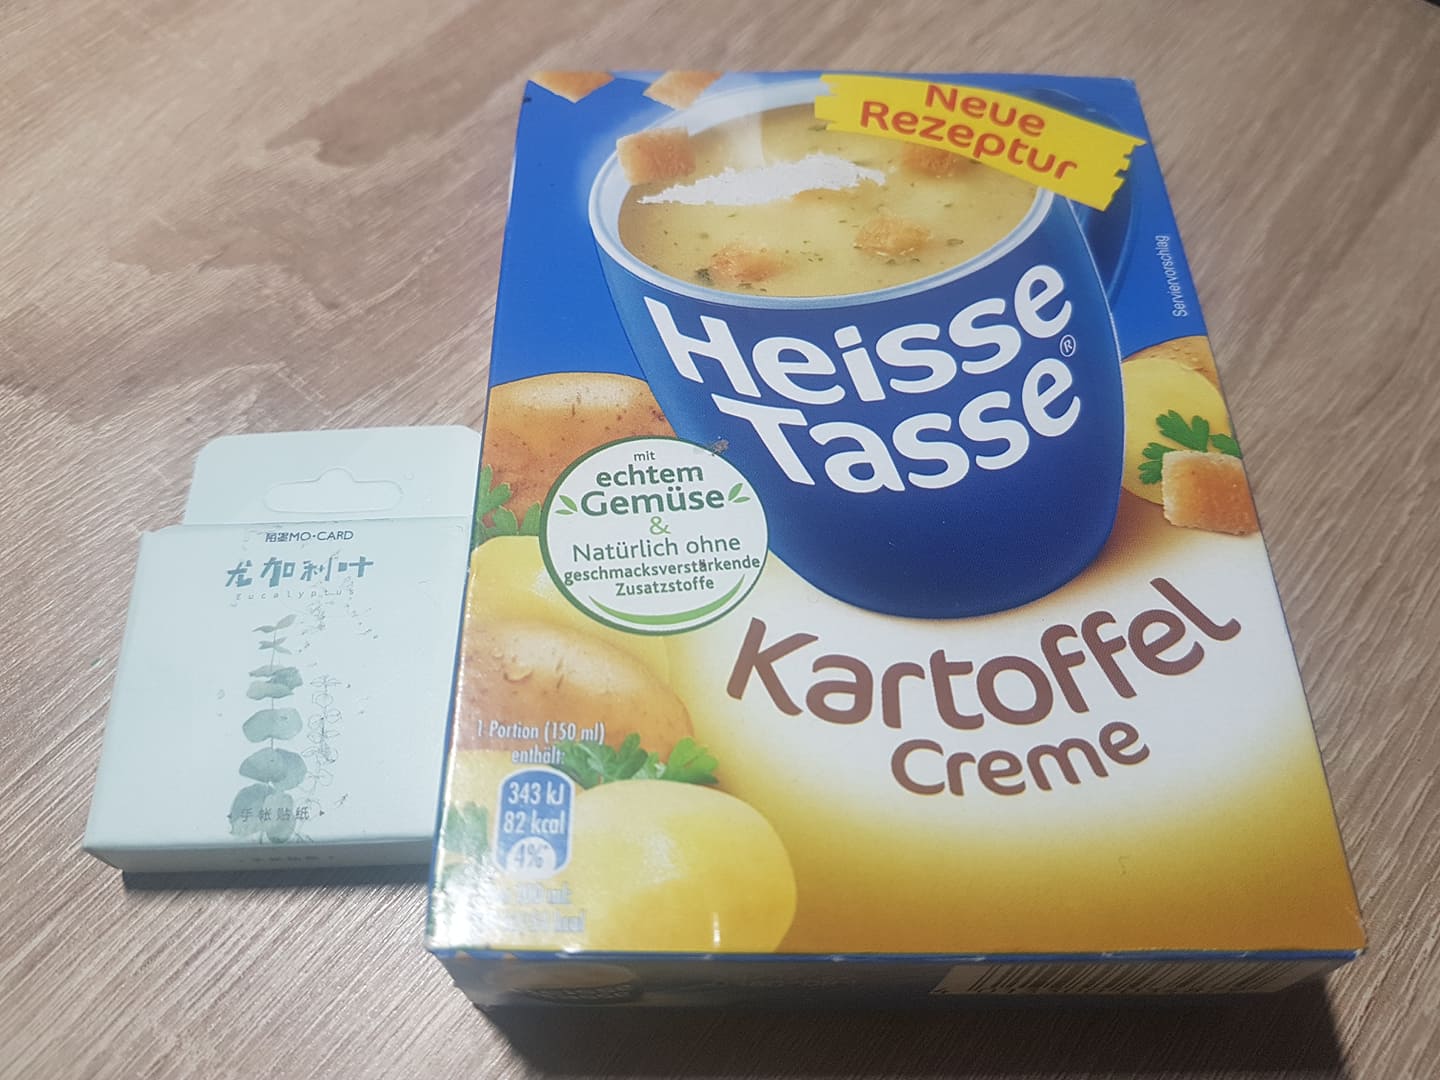 Neue
Rezeptur
Serviervorschlag
Heisse
Tasse®
mit
echtem
Gemüse
&
Natürlich ohne
geschmacksverstärkende
Zusatzstoffe
Kartoffel
Creme
1 Portion (150 ml)
enthält:
343 kJ
82 kcal
4%*
陌墨MO·CARD
尤加利叶
Eucalyptus
手帐贴纸